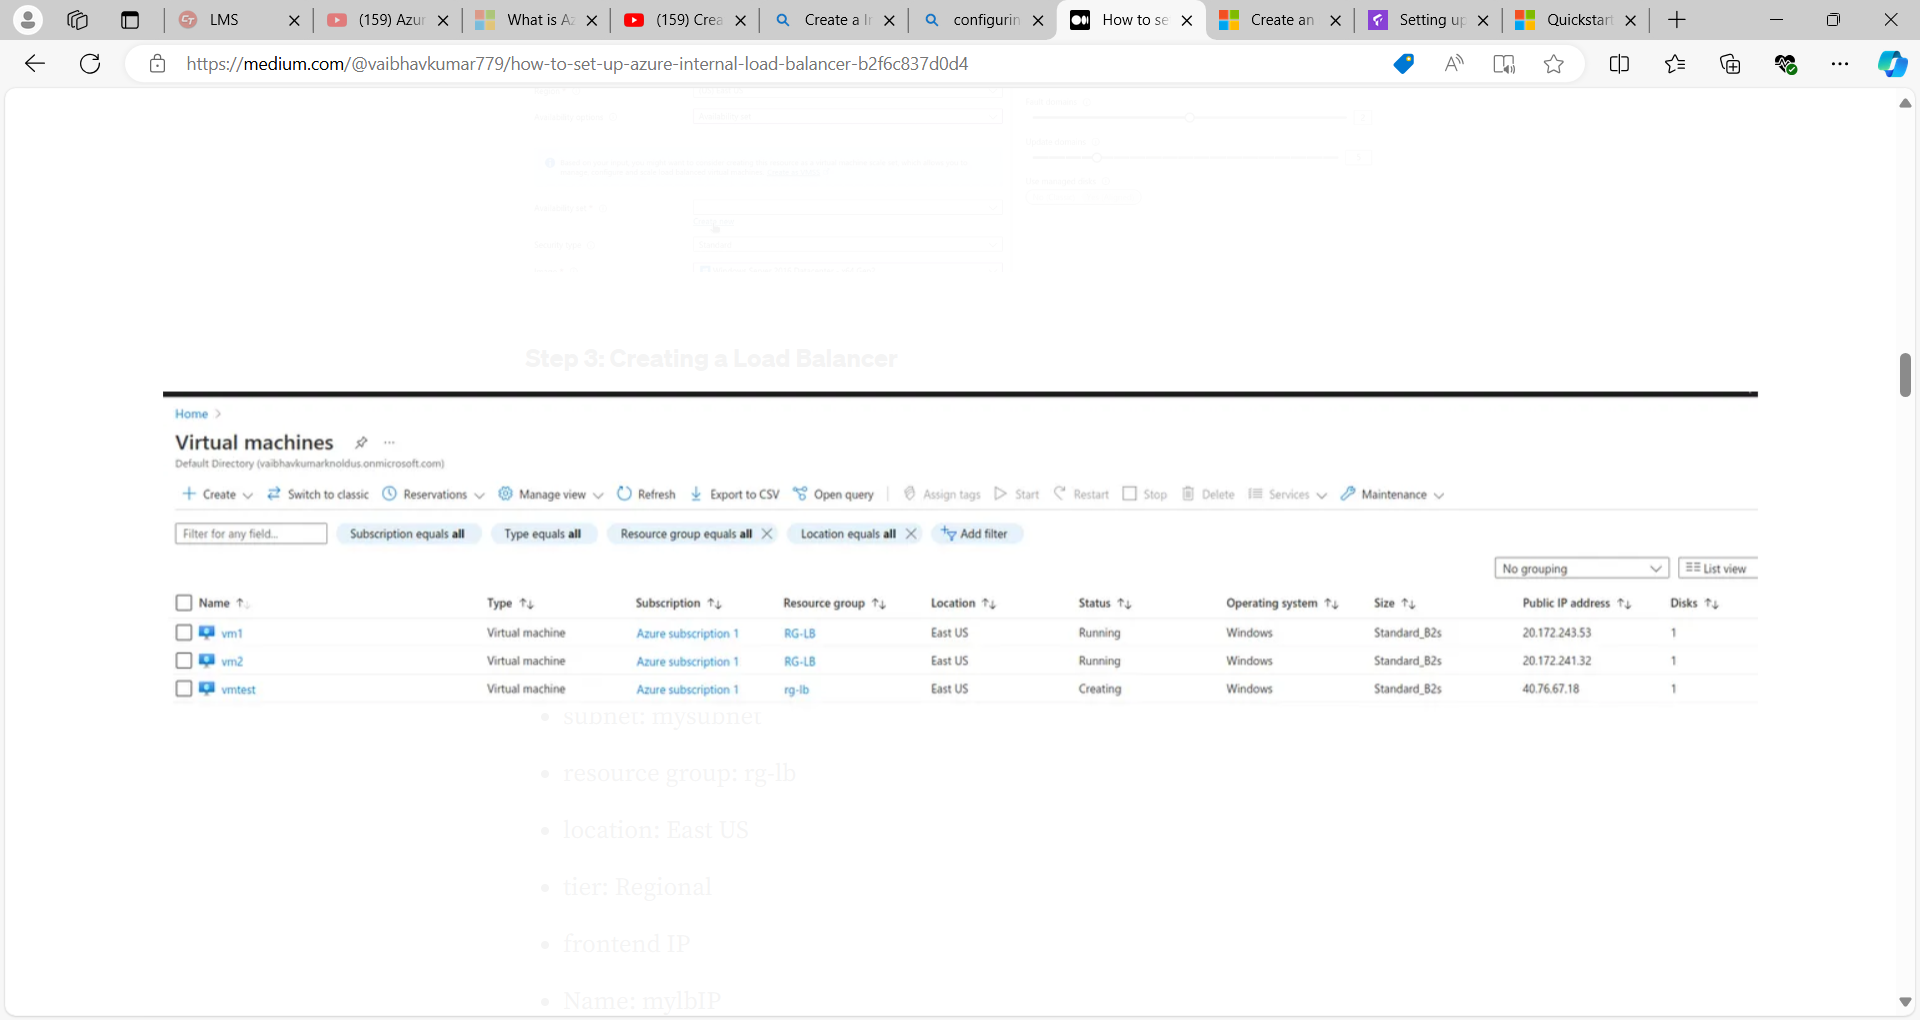 LMS
(159) Azur
What is Az
(159) Crea
Create a I
configurin
How to se
Create an
Setting up
Quickstart
https://medium.com/@vaibhavkumar779/how-to-set-up-azure-internal-load-balancer-b2f6c837d0d4
Step 3: Creating a Load Balancer
Home >
Virtual machines ...
Default Directory (vaibhavkumarknoldus.onmicrosoft.com)
+ Create Switch to classic Reservations Manage view Refresh Export to CSV Open query Assign tags Start Restart Stop Delete Services Maintenance
Filter for any field... Subscription equals all Type equals all Resource group equals all Location equals all Add filter
No grouping List view
Name Type Subscription Resource group Location Status Operating system Size Public IP address Disks
vm1 Virtual machine Azure subscription 1 RG-LB East US Running Windows Standard_B2s 20.172.243.53 1
vm2 Virtual machine Azure subscription 1 RG-LB East US Running Windows Standard_B2s 20.172.241.32 1
vmtest Virtual machine Azure subscription 1 rg-lb East US Creating Windows Standard_B2s 40.76.67.18 1
• subnet: mysubnet
• resource group: rg-lb
• location: East US
• tier: Regional
• frontend IP
• Name: mylbIP